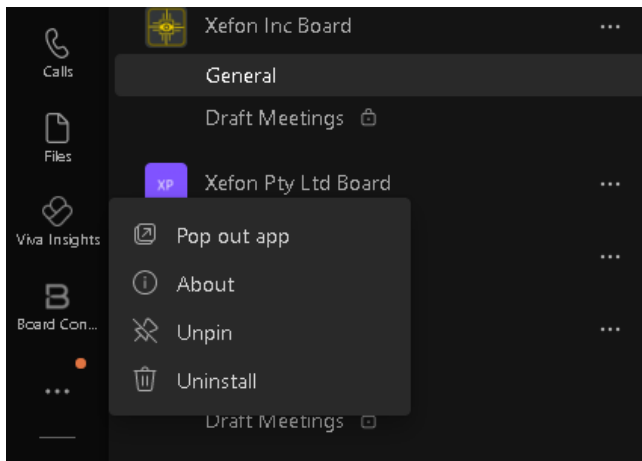 Calls
Files
Viva Insights
Board Con...
Xefon Inc Board
General
Draft Meetings
XP
Xefon Pty Ltd Board
Pop out app
About
Unpin
Uninstall
Draft Meetings